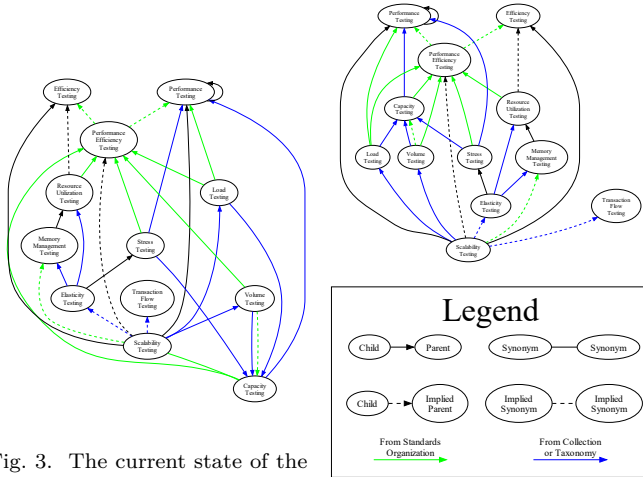 Efficiency
Testing
Performance
Testing
Performance
Efficiency
Testing
Resource
Utilization Testing
Load
Testing
Memory
Management
Testing
Stress
Testing
Elasticity
Testing
Transaction
Flow
Testing
Volume
Testing
Scalability
Testing
Capacity
Testing
Fig. 3. The current state of the
Performance
Testing
Efficiency
Testing
Performance
Efficiency
Testing
Capacity
Testing
Resource
Utilization Testing
Load
Testing
Volume
Testing
Stress
Testing
Memory
Management Testing
Elasticity
Testing
Transaction
Flow Testing
Scalability
Testing
Legend
Child Parent Synonym Synonym
Child Implied
Parent Implied
Synonym Implied
Synonym
From Standards
Organization
From Collection
or Taxonomy